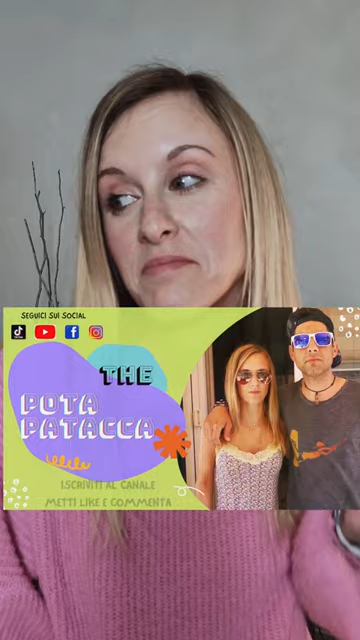 SEGUICI SUI SOCIAL
THE
POTA
PATACCA
ISCRIVITI AL CANALE
METTI LIKE E COMMENTA